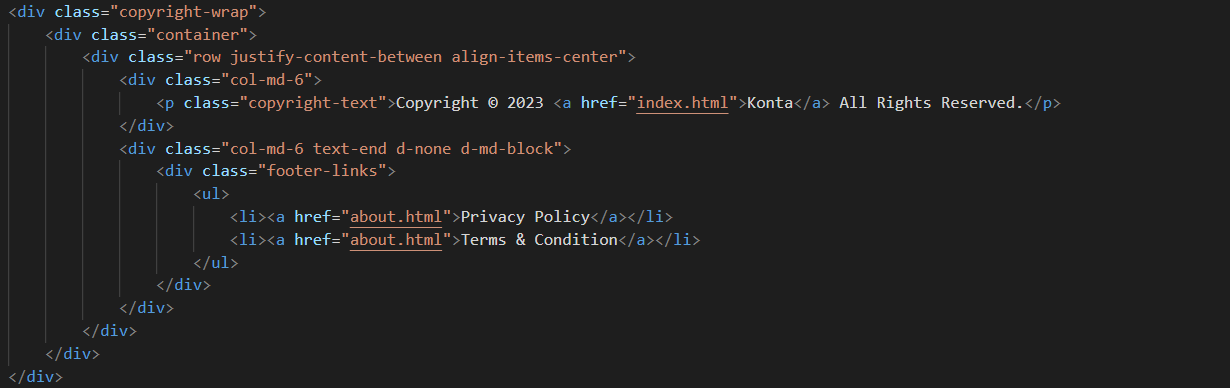 <div class="copyright-wrap">
    <div class="container">
        <div class="row justify-content-between align-items-center">
            <div class="col-md-6">
                <p class="copyright-text">Copyright © 2023 <a href="index.html">Konta</a> All Rights Reserved.</p>
            </div>
            <div class="col-md-6 text-end d-none d-md-block">
                <div class="footer-links">
                    <ul>
                        <li><a href="about.html">Privacy Policy</a></li>
                        <li><a href="about.html">Terms & Condition</a></li>
                    </ul>
                </div>
            </div>
        </div>
    </div>
</div>